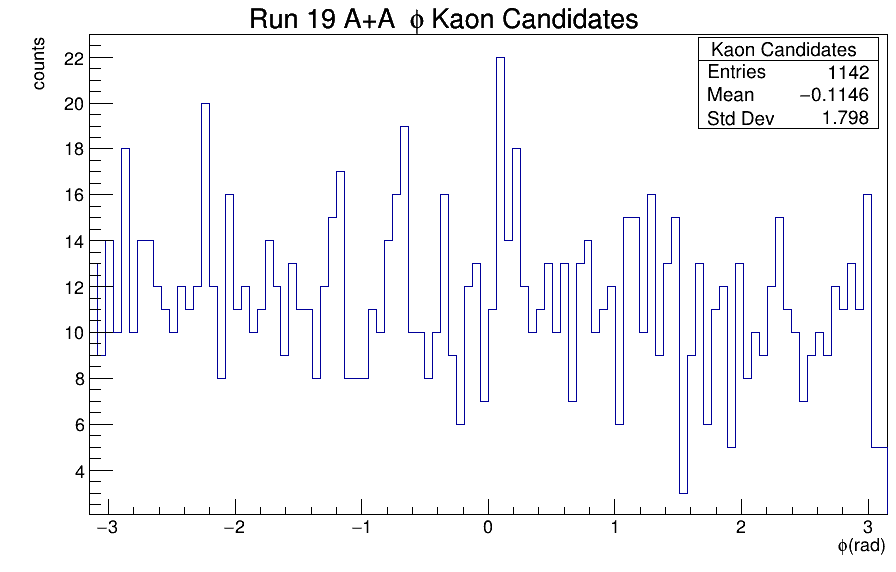 Run 19 A+A ϕ Kaon Candidates
counts
Kaon Candidates
Entries 1142
Mean −0.1146
Std Dev 1.798
22
20
18
16
14
12
10
8
6
4
−3 −2 −1 0 1 2 3
ϕ(rad)